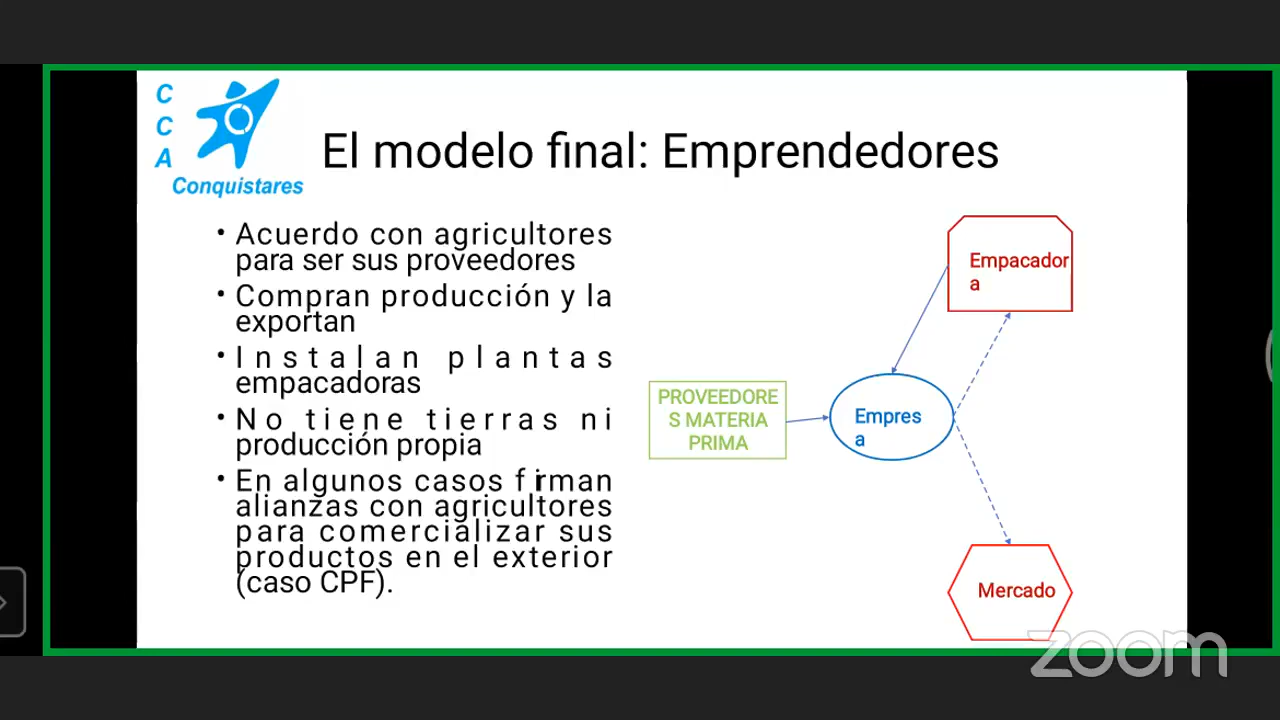 C
C
A
Conquistares
El modelo final: Emprendedores
• Acuerdo con agricultores
para ser sus proveedores
• Compran producción y la
exportan
• Instalan plantas
empacadoras
• No tiene tierras ni
producción propia
• En algunos casos firman
alianzas con agricultores
para comercializar sus
productos en el exterior
(caso CPF).
Empacador
a
PROVEEDORE
S MATERIA
PRIMA
Empres
a
Mercado
zoom